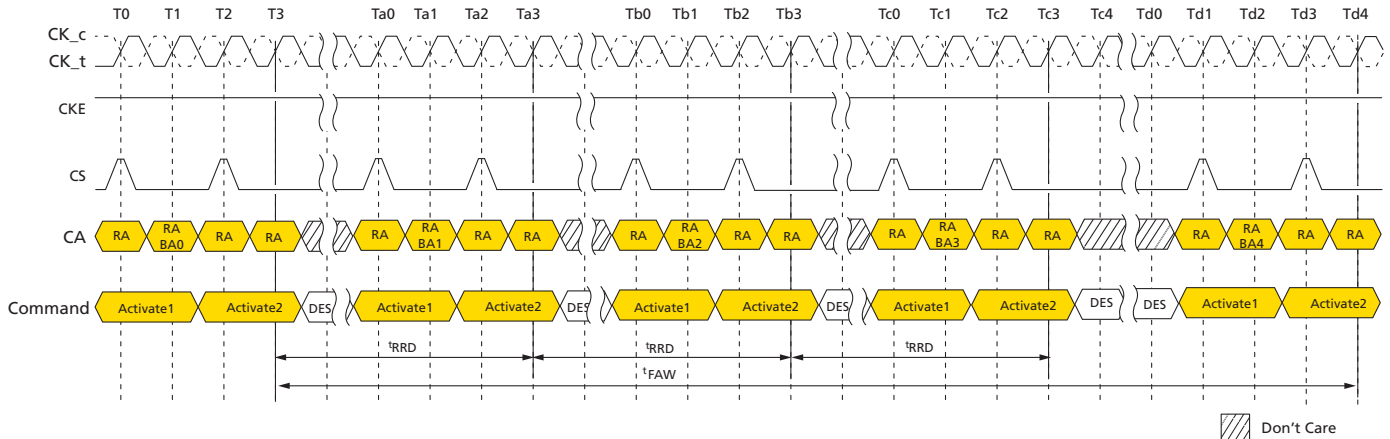 T0 T1 T2 T3 Ta0 Ta1 Ta2 Ta3 Tb0 Tb1 Tb2 Tb3 Tc0 Tc1 Tc2 Tc3 Tc4 Td0 Td1 Td2 Td3 Td4
CK_c
CK_t
CKE
CS
CA RA RA BA0 RA RA RA RA BA1 RA RA RA RA BA2 RA RA RA RA BA3 RA RA RA RA BA4 RA RA
Command Activate1 Activate2 DES Activate1 Activate2 DES Activate1 Activate2 DES Activate1 Activate2 DES DES Activate1 Activate2
tRRD tRRD tRRD
tFAW
Don't Care